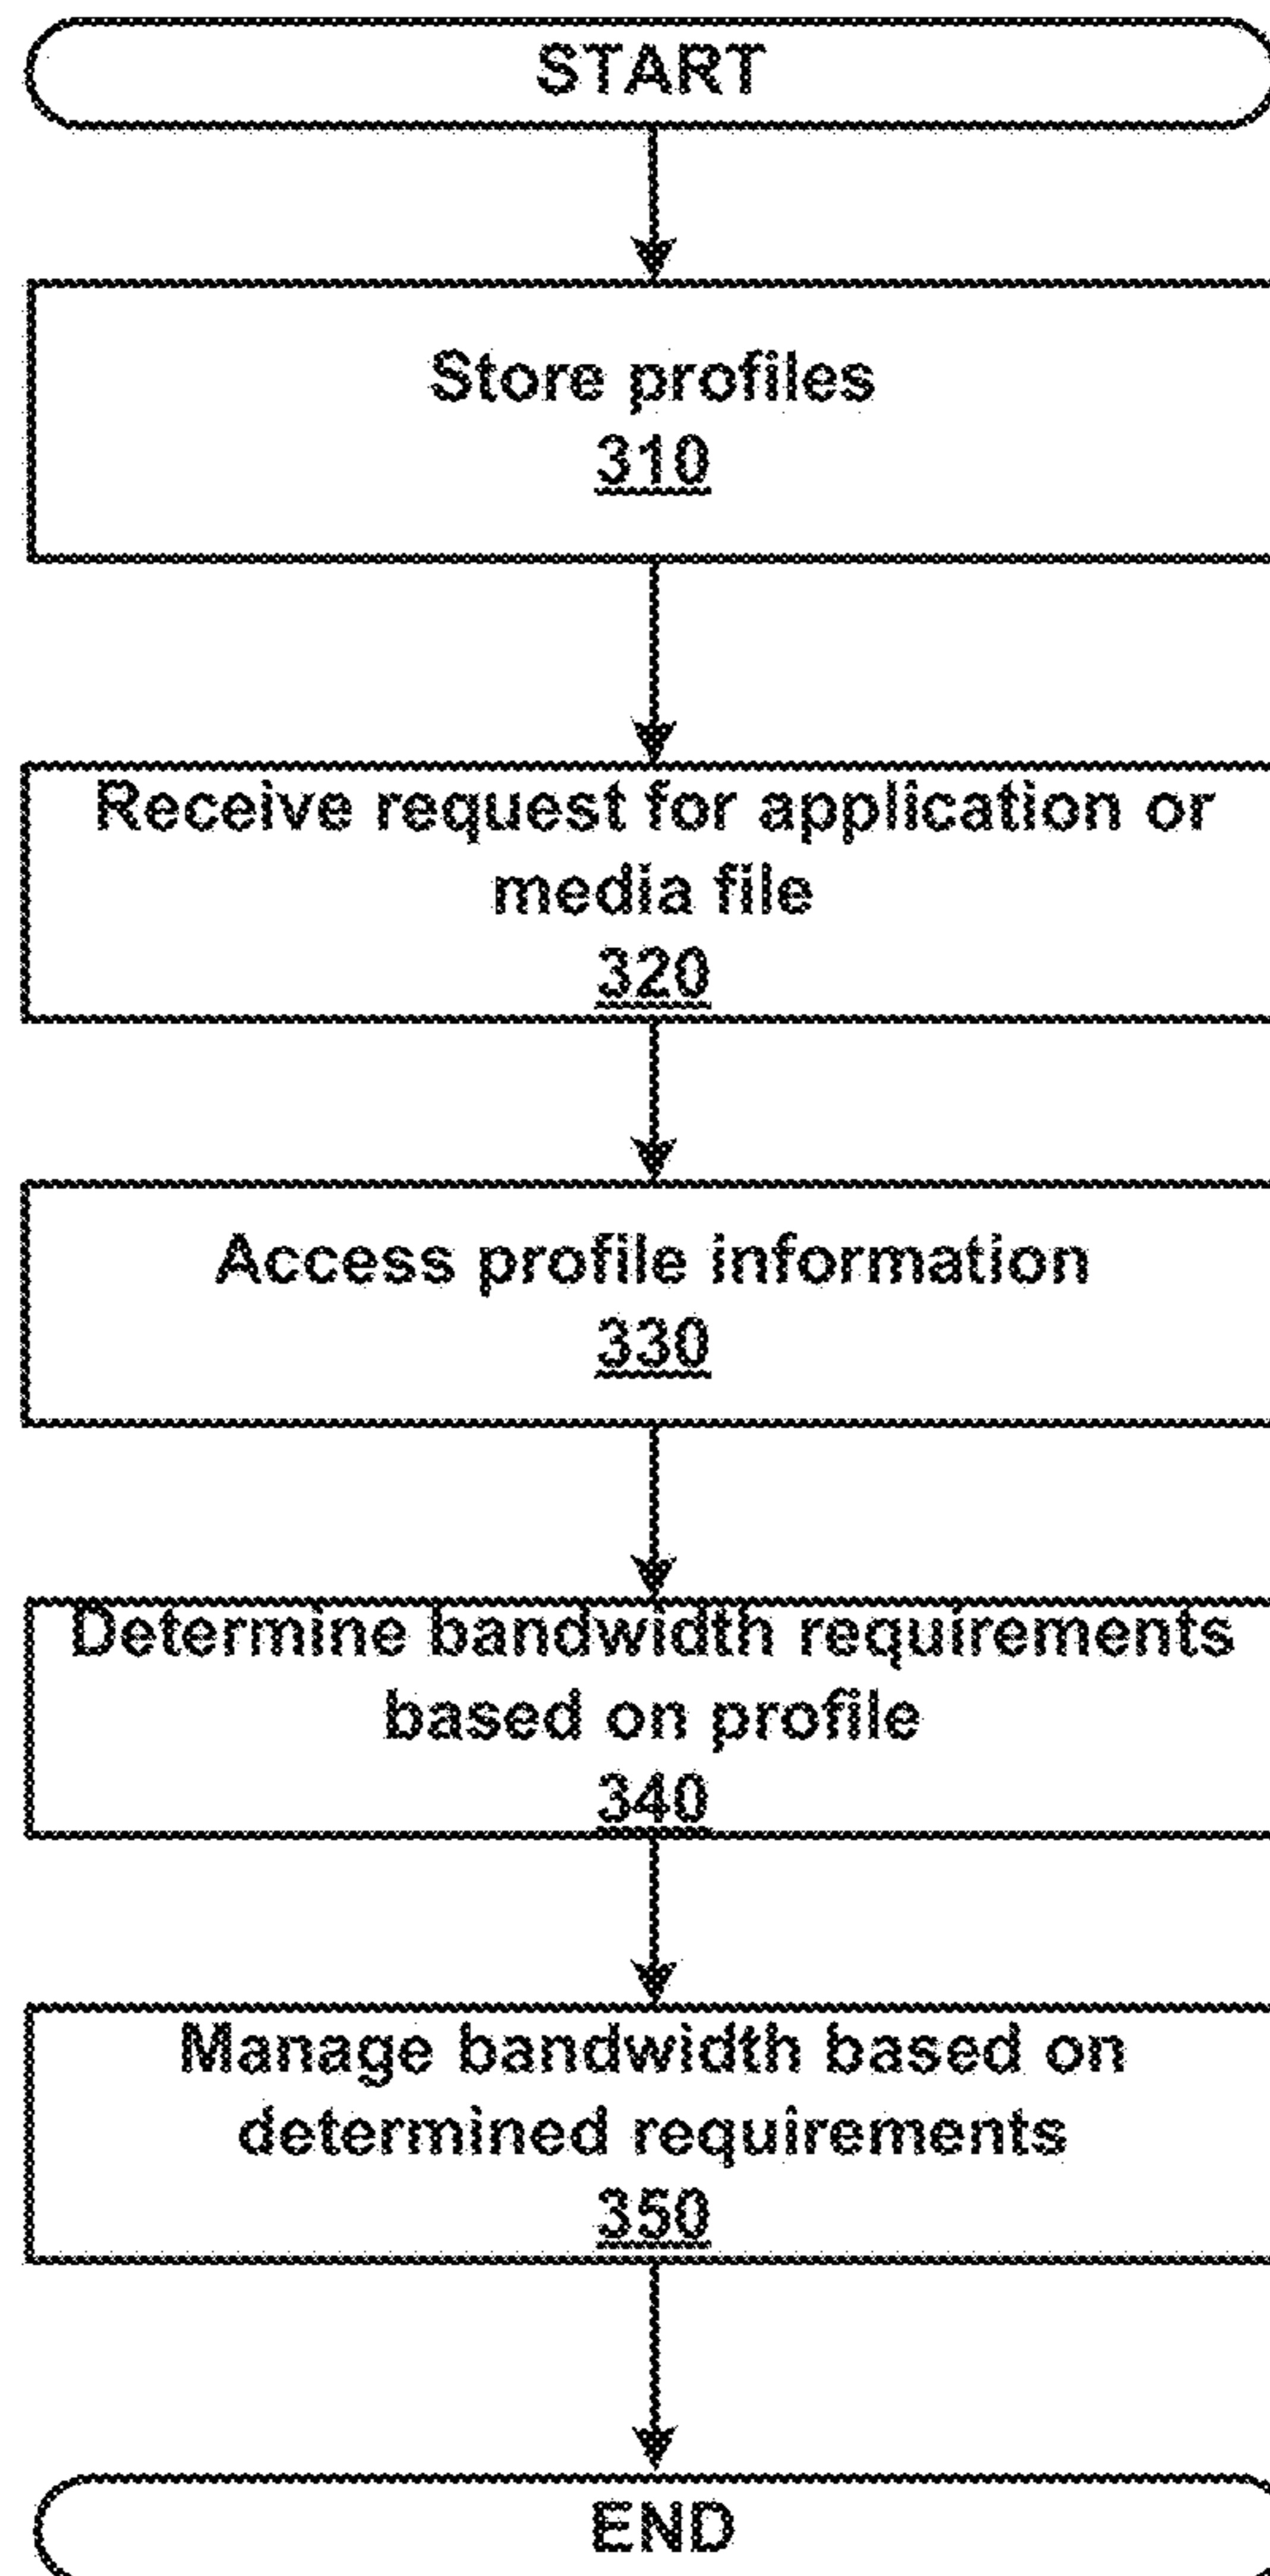 START
Store profiles
310
Receive request for application or
media file
320
Access profile information
330
Determine bandwidth requirements
based on profile
340
Manage bandwidth based on
determined requirements
350
END